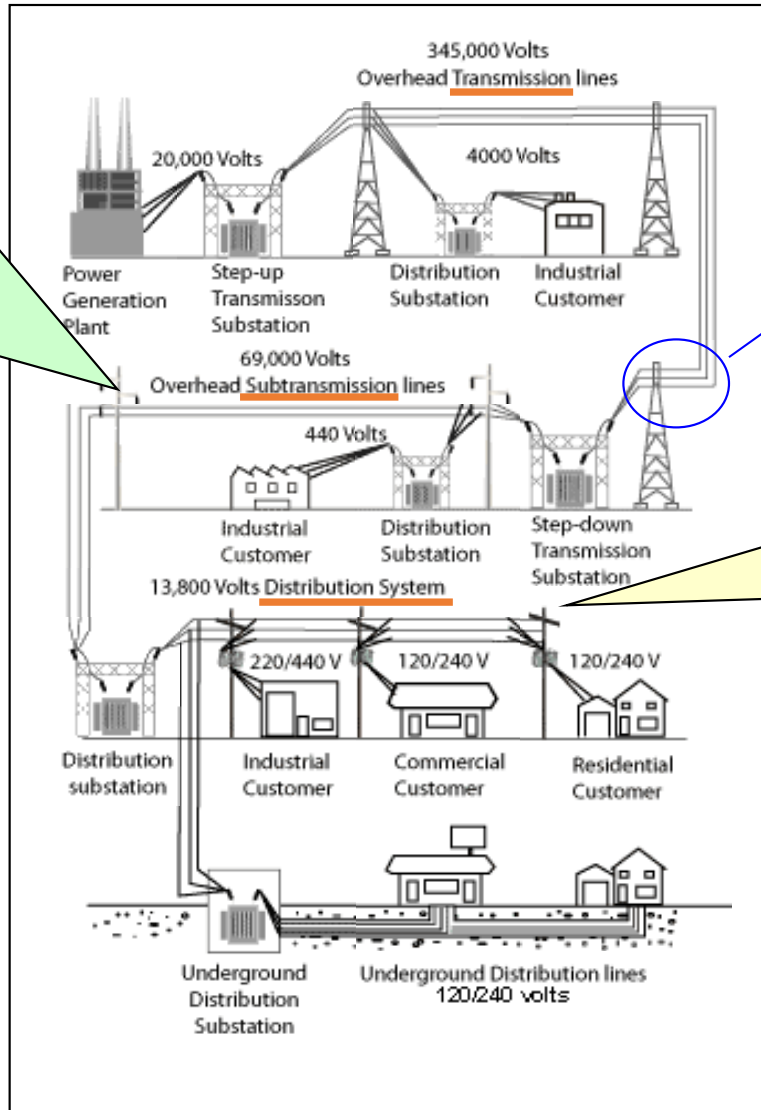 345,000 Volts
Overhead Transmission lines
20,000 Volts
4000 Volts
Power
Generation
Plant
Step-up
Transmisson
Substation
Distribution
Substation
Industrial
Customer
69,000 Volts
Overhead Subtransmission lines
440 Volts
Industrial
Customer
Distribution
Substation
Step-down
Transmission
Substation
13,800 Volts Distribution System
220/440 V
120/240 V
120/240 V
Distribution
substation
Industrial
Customer
Commercial
Customer
Residential
Customer
Underground
Distribution
Substation
Underground Distribution lines
120/240 volts